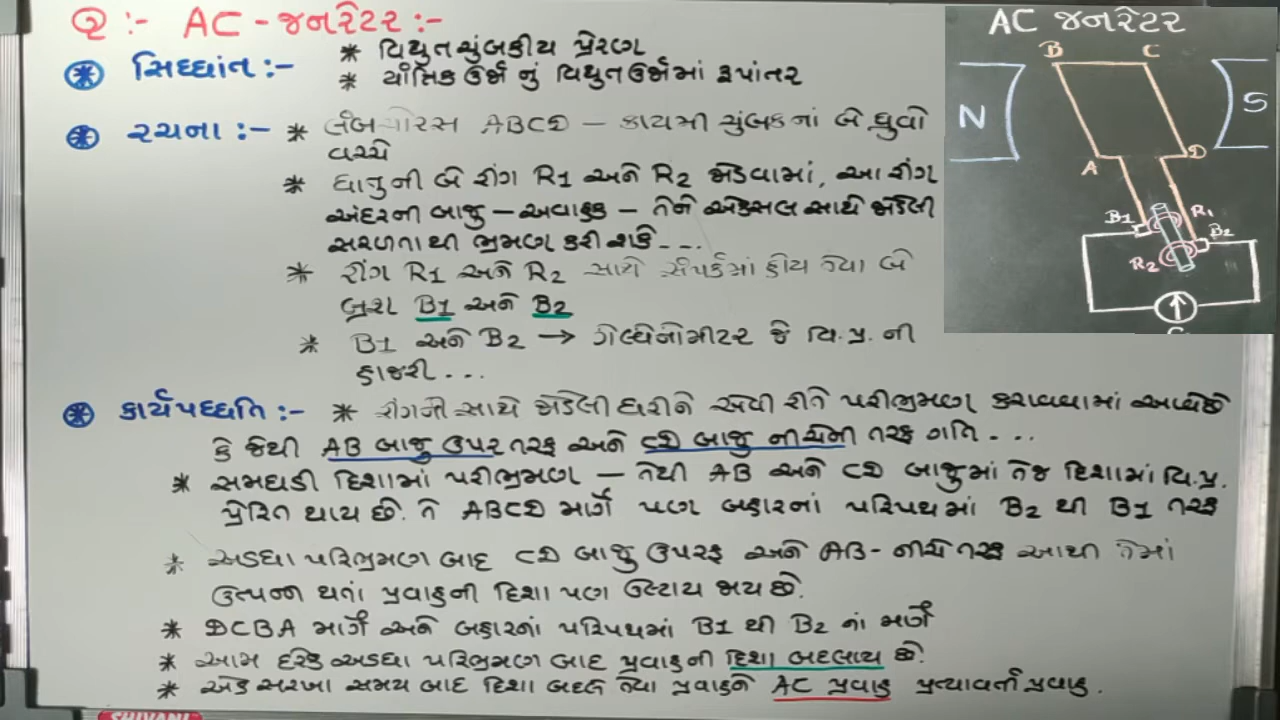 Q :- AC - જનરેટર :-
સિધ્ધાંત :- * વિદ્યુતચુંબકીય પ્રેરણ
* યાંત્રિક ઉર્જા નું વિદ્યુતઉર્જામાં રૂપાંતર
રચના :- * લંબચોરસ ABCD – કાયમી ચુંબકનાં બે ધ્રુવો
વચ્ચે
* ધાતુની બે રીંગ R1 અને R2 જોડવામાં, આ રીંગ
અંદરની બાજુ – અવાહક – તેને એક્સલ સાથે જોડેલી
સરળતાથી ભ્રમણ કરી શકે - - -
* રીંગ R1 અને R2 સાથે સંપર્કમાં હોય ત્યા બે
બ્રશ B1 અને B2
* B1 અને B2 → ગેલ્વેનોમીટર જે વિ.પ્ર. ની
હાજરી . . .
કાર્યપધ્ધતિ :- * રીંગની સાથે જોડેલી ધરીને એવી રીતે પરીભ્રમણ કરાવવામાં આવેછે
કે જેથી AB બાજુ ઉપર તરફ અને CD બાજુ નીચેની તરફ ગતિ . . .
* સમઘડી દિશામાં પરીભ્રમણ – તેથી AB અને CD બાજુમાં તેજ દિશામાં વિ.પ્ર.
પ્રેરિત થાય છે. તે ABCD માર્ગે પણ બહારનાં પરિપથમાં B2 થી B1 તરફ
* અડધા પરિભ્રમણ બાદ CD બાજુ ઉપરફ અને AB - નીચે તરફ આથી તેમાં
ઉત્પન્ન થતાં પ્રવાહની દિશા પણ ઉલ્ટાય જાય છે.
* DCBA માર્ગે અને બહારનાં પરિપથમાં B1 થી B2 નાં માર્ગે
* આમ દરેક અડધા પરિભ્રમણ બાદ પ્રવાહની દિશા બદલાય છે.
* એક સરખા સમય બાદ દિશા બદલે ત્યા પ્રવાહને AC પ્રવાહ પ્રત્યાવર્તી પ્રવાહ.
AC જનરેટર
B C
N S
A D
B1 R1
B2
R2
G
SHIVANI